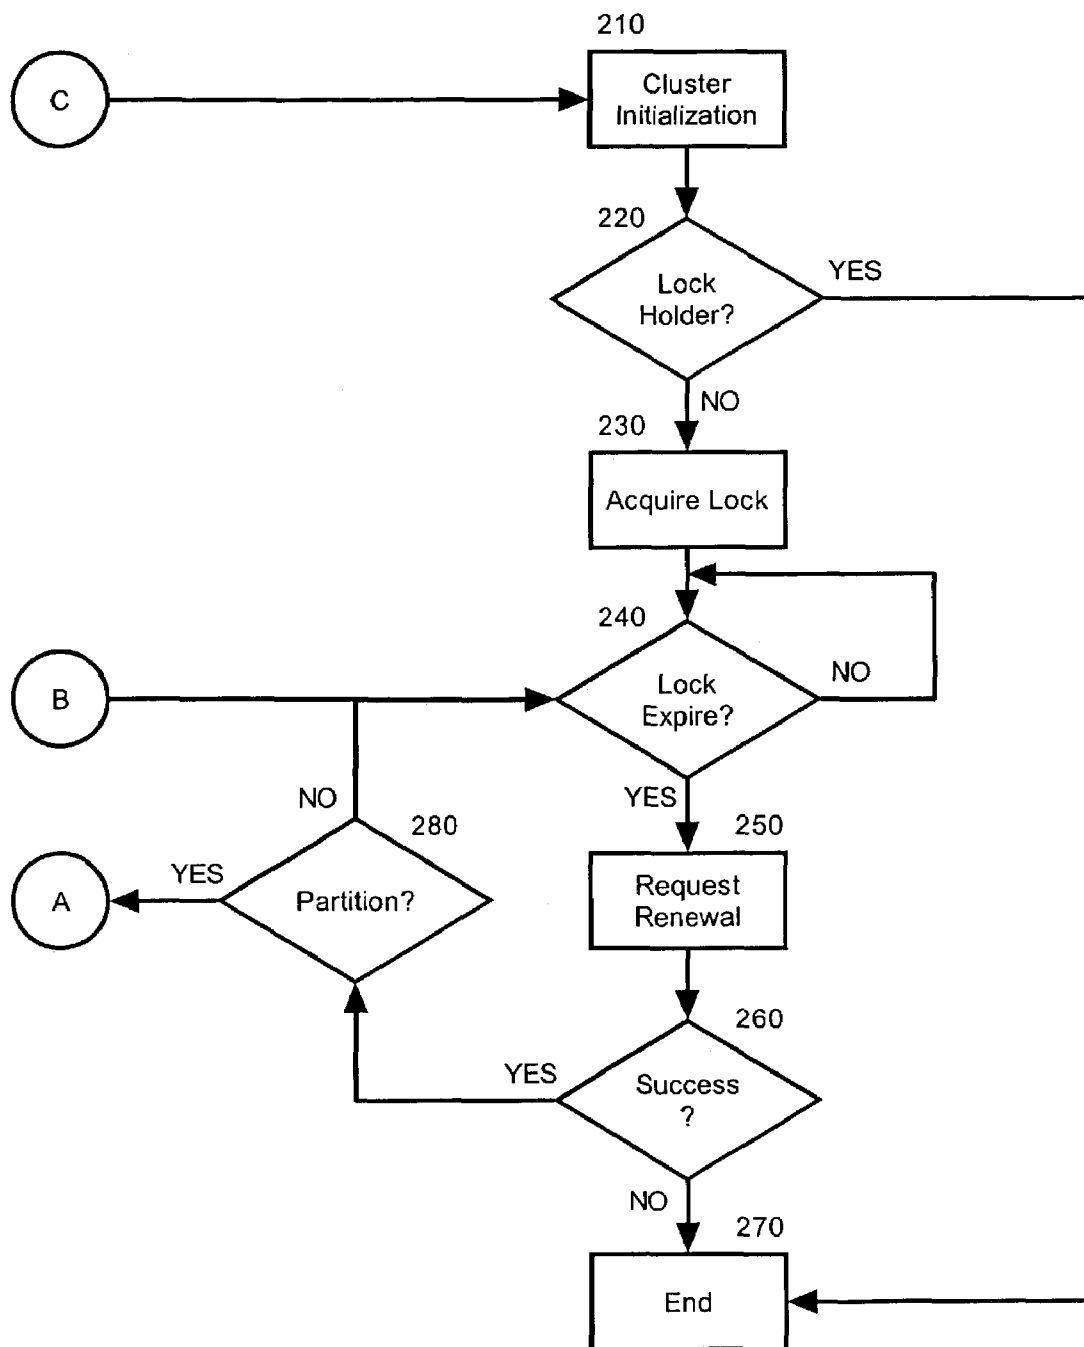 210
C
Cluster
Initialization
220
Lock
Holder?
YES
NO
230
Acquire Lock
240
B
Lock
Expire?
NO
YES
NO
280
250
A
YES
Partition?
Request
Renewal
260
YES
Success
?
NO
270
End